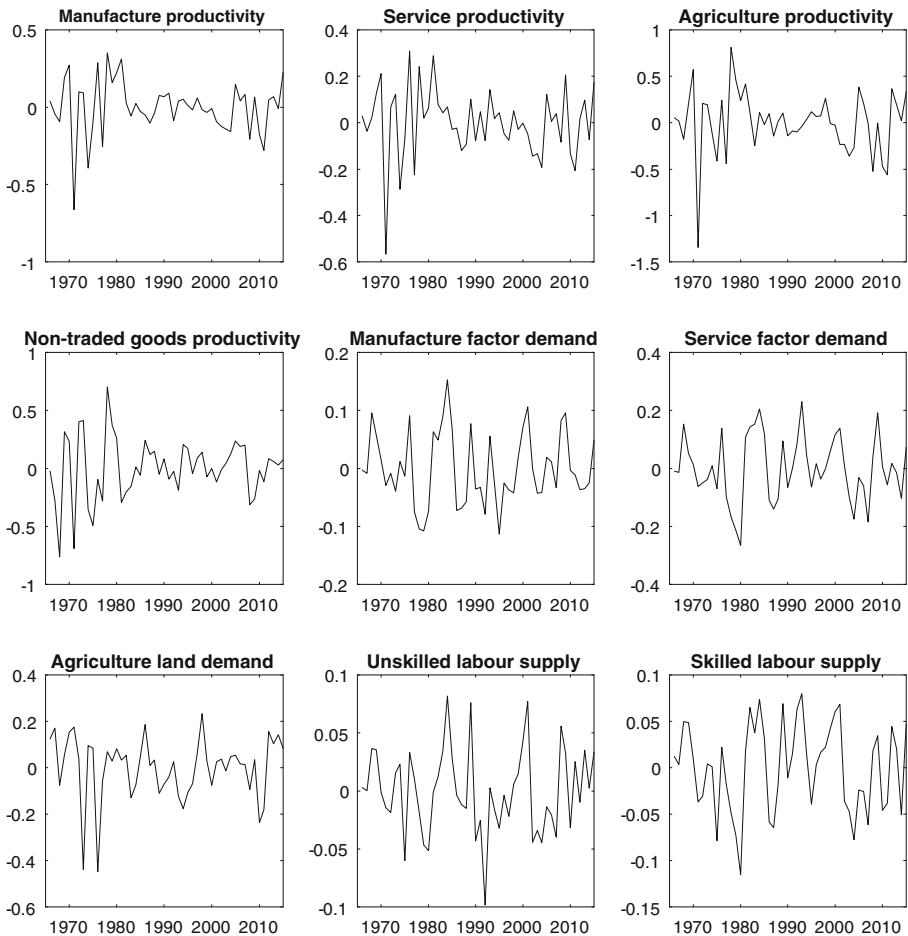 Manufacture productivity
Service productivity
Agriculture productivity
0.5
0
-0.5
-1
1970 1980 1990 2000 2010
0.4
0.2
0
-0.2
-0.4
-0.6
1970 1980 1990 2000 2010
1
0.5
0
-0.5
-1
-1.5
1970 1980 1990 2000 2010
Non-traded goods productivity
Manufacture factor demand
Service factor demand
1
0.5
0
-0.5
-1
1970 1980 1990 2000 2010
0.2
0.1
0
-0.1
-0.2
1970 1980 1990 2000 2010
0.4
0.2
0
-0.2
-0.4
1970 1980 1990 2000 2010
Agriculture land demand
Unskilled labour supply
Skilled labour supply
0.4
0.2
0
-0.2
-0.4
-0.6
1970 1980 1990 2000 2010
0.1
0.05
0
-0.05
-0.1
1970 1980 1990 2000 2010
0.1
0.05
0
-0.05
-0.1
-0.15
1970 1980 1990 2000 2010